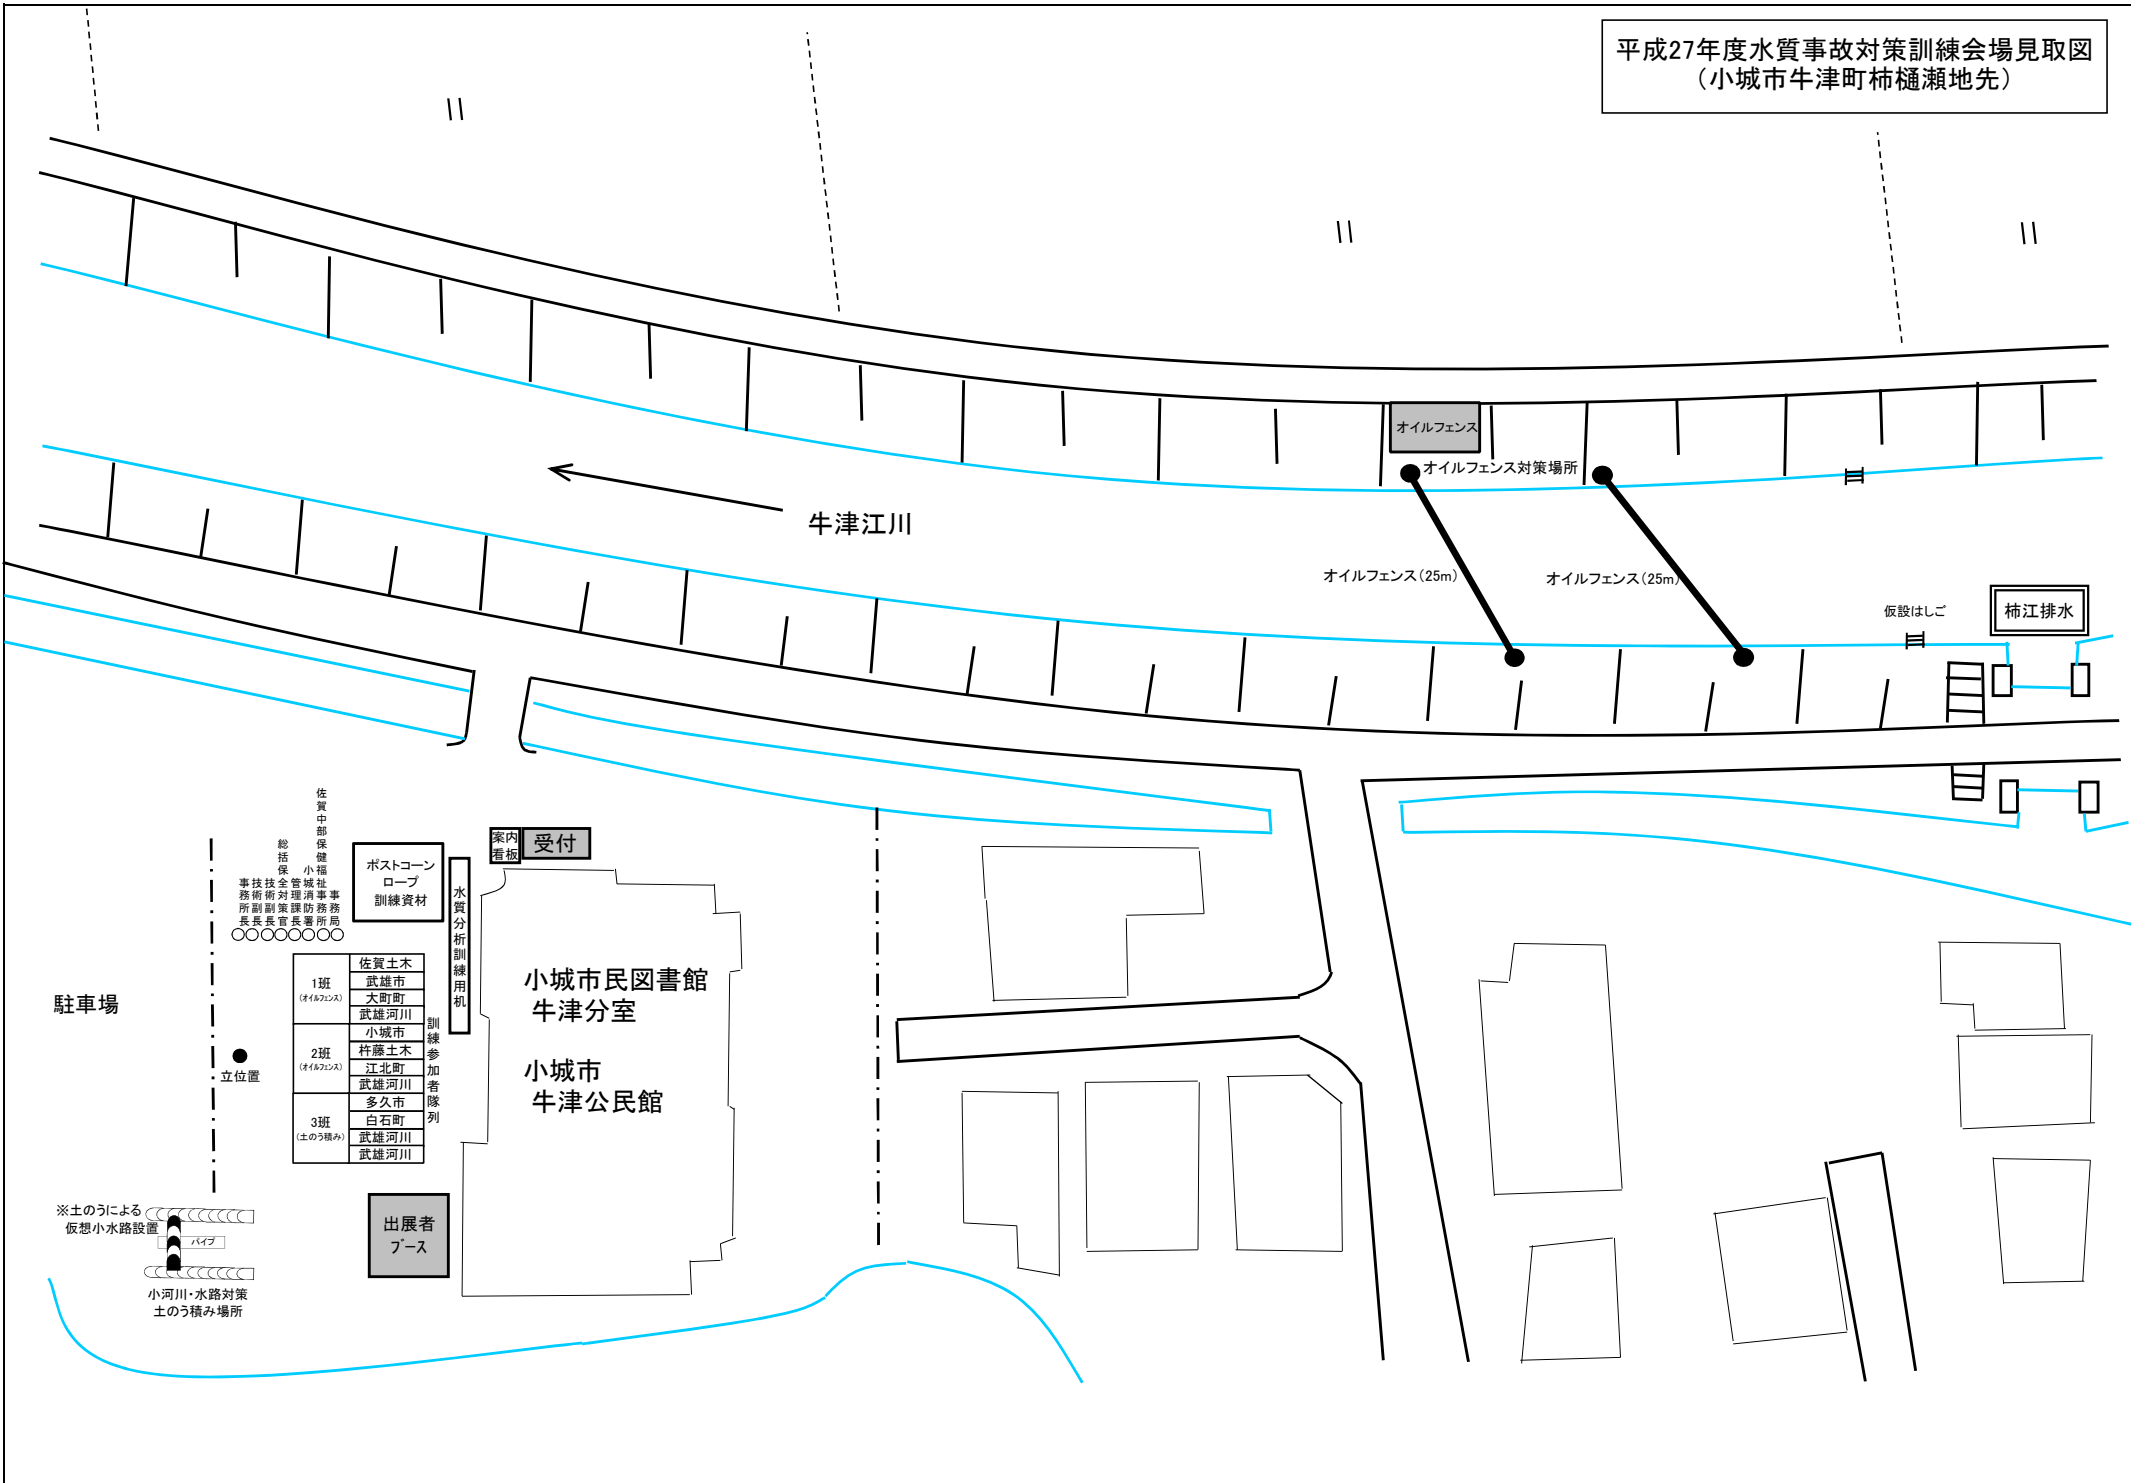 平成27年度水質事故対策訓練会場見取図
（小城市牛津町柿樋瀬地先）
オイルフェンス
オイルフェンス対策場所
牛津江川
オイルフェンス（25m）
オイルフェンス（25m）
仮設はしご
柿江排水
事務所長
技術副長
技術副長
総括保全対策官
管理課長
小城消防署
佐賀中部保健福祉事務所
事務局
ポストコーン
ロープ
訓練資材
水質分析訓練用机
案内
看板
受付
駐車場
立位置
1班
（オイルフェンス）
佐賀土木
武雄市
大町町
武雄河川
2班
（オイルフェンス）
小城市
杵藤土木
江北町
武雄河川
3班
（土のう積み）
多久市
白石町
武雄河川
武雄河川
訓練参加者隊列
小城市民図書館
牛津分室
小城市
牛津公民館
出展者
ブース
※土のうによる
仮想小水路設置
パイプ
小河川・水路対策
土のう積み場所